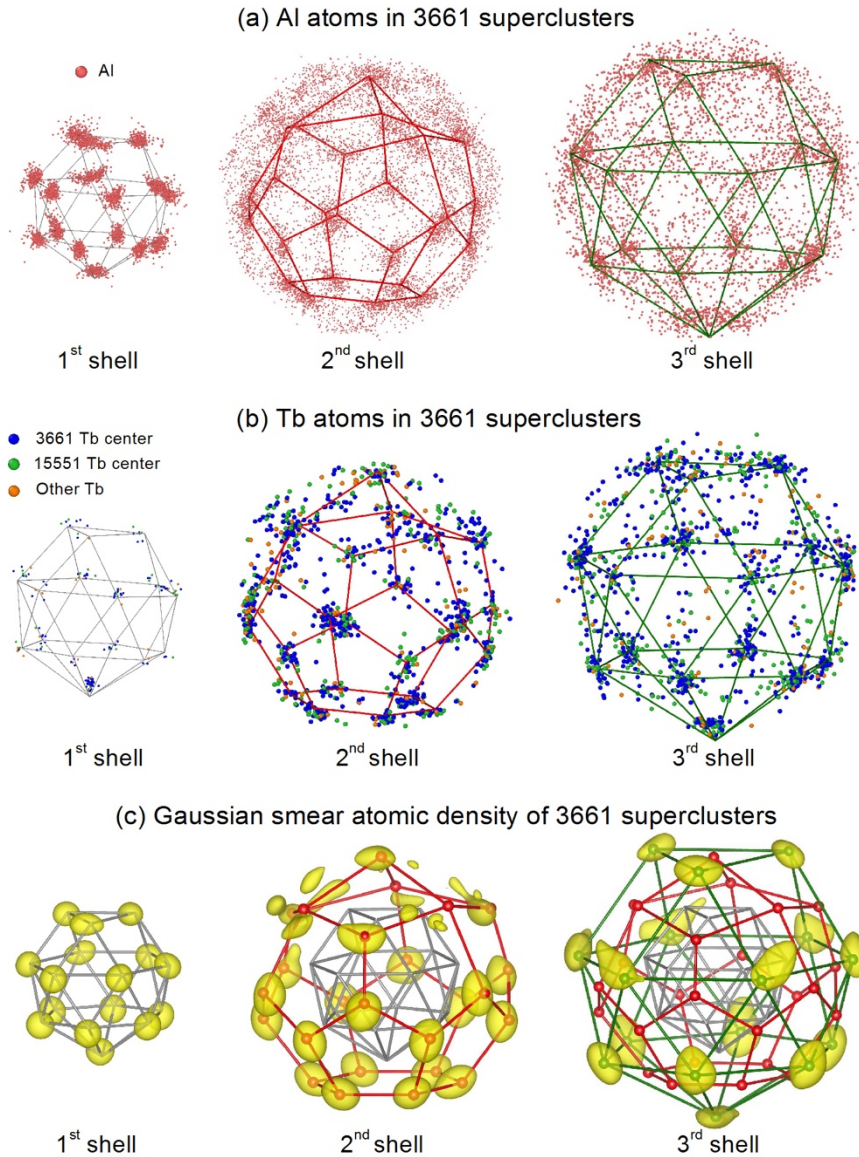 (a) Al atoms in 3661 superclusters
Al
1st shell
2nd shell
3rd shell
(b) Tb atoms in 3661 superclusters
3661 Tb center
15551 Tb center
Other Tb
1st shell
2nd shell
3rd shell
(c) Gaussian smear atomic density of 3661 superclusters
1st shell
2nd shell
3rd shell